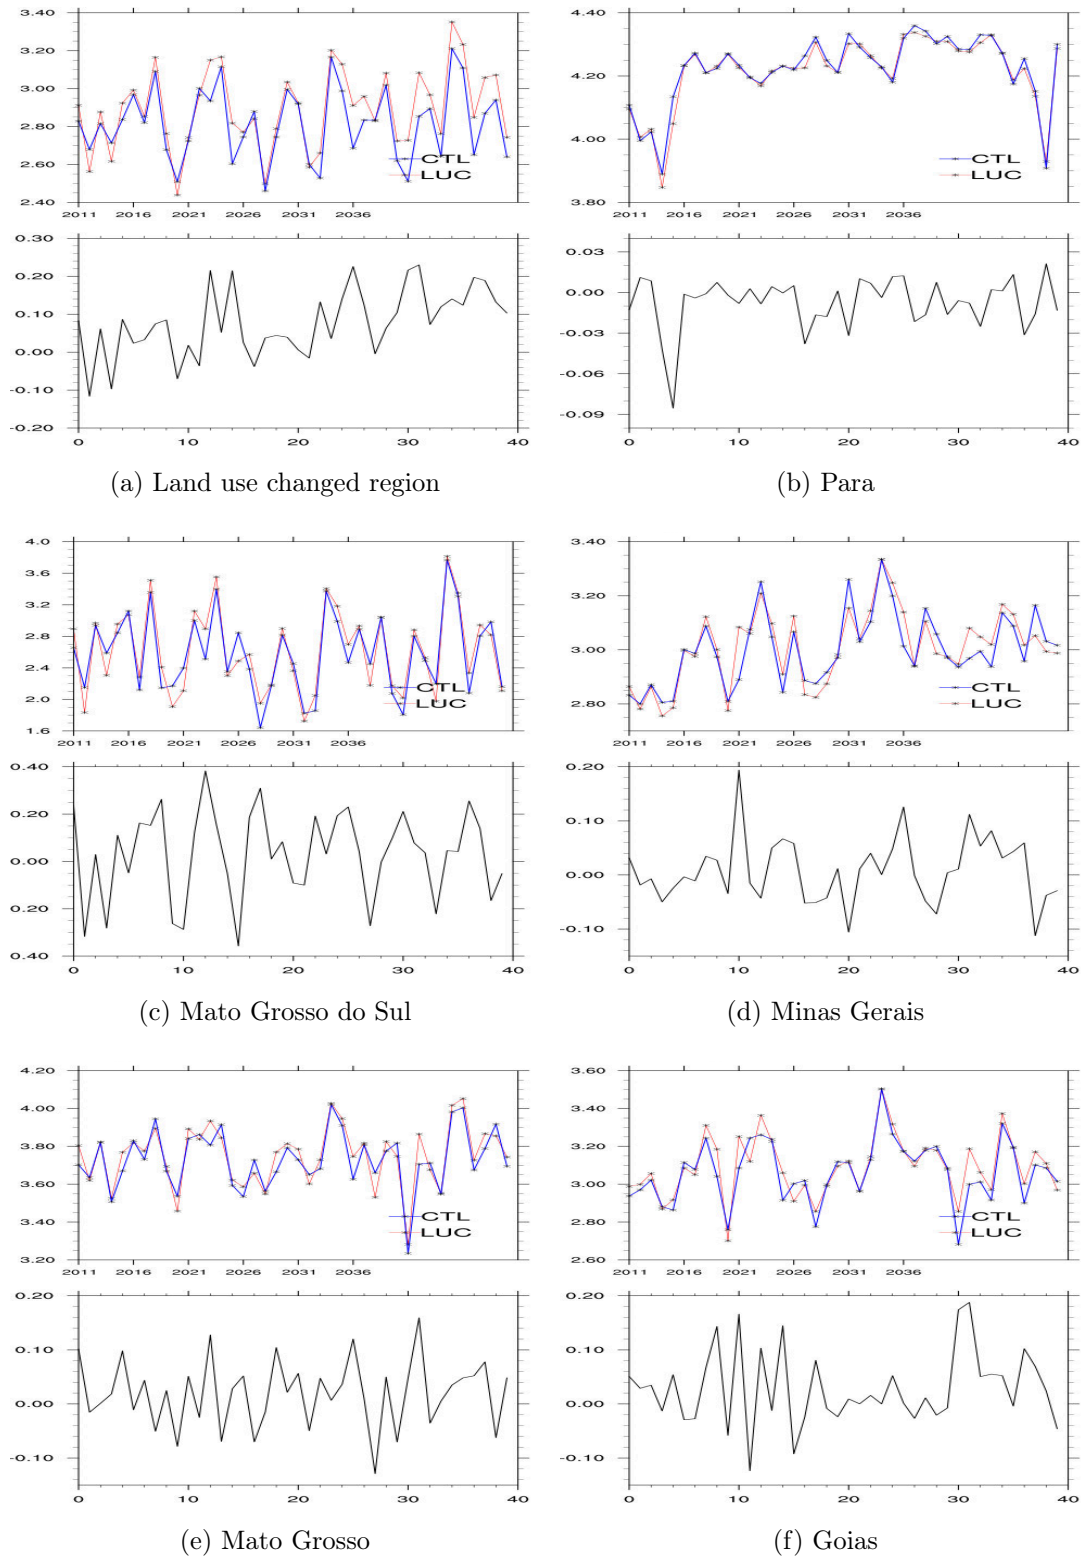 3.40
3.20
3.00
2.80
2.60
2.40
CTL
LUC
2011 2016 2021 2026 2031 2036
0.30
0.20
0.10
0.00
-0.10
-0.20
0 10 20 30 40
(a) Land use changed region
4.40
4.20
4.00
3.80
CTL
LUC
2011 2016 2021 2026 2031 2036
0.03
0.00
-0.03
-0.06
-0.09
0 10 20 30 40
(b) Para
4.0
3.6
3.2
2.8
2.4
2.0
1.6
CTL
LUC
2011 2016 2021 2026 2031 2036
0.40
0.20
0.00
0.20
0.40
0 10 20 30 40
(c) Mato Grosso do Sul
3.40
3.20
3.00
2.80
CTL
LUC
2011 2016 2021 2026 2031 2036
0.20
0.10
0.00
-0.10
0 10 20 30 40
(d) Minas Gerais
4.20
4.00
3.80
3.60
3.40
3.20
CTL
LUC
2011 2016 2021 2026 2031 2036
0.20
0.10
0.00
-0.10
0 10 20 30 40
(e) Mato Grosso
3.60
3.40
3.20
3.00
2.80
2.60
CTL
LUC
2011 2016 2021 2026 2031 2036
0.20
0.10
0.00
-0.10
0 10 20 30 40
(f) Goias